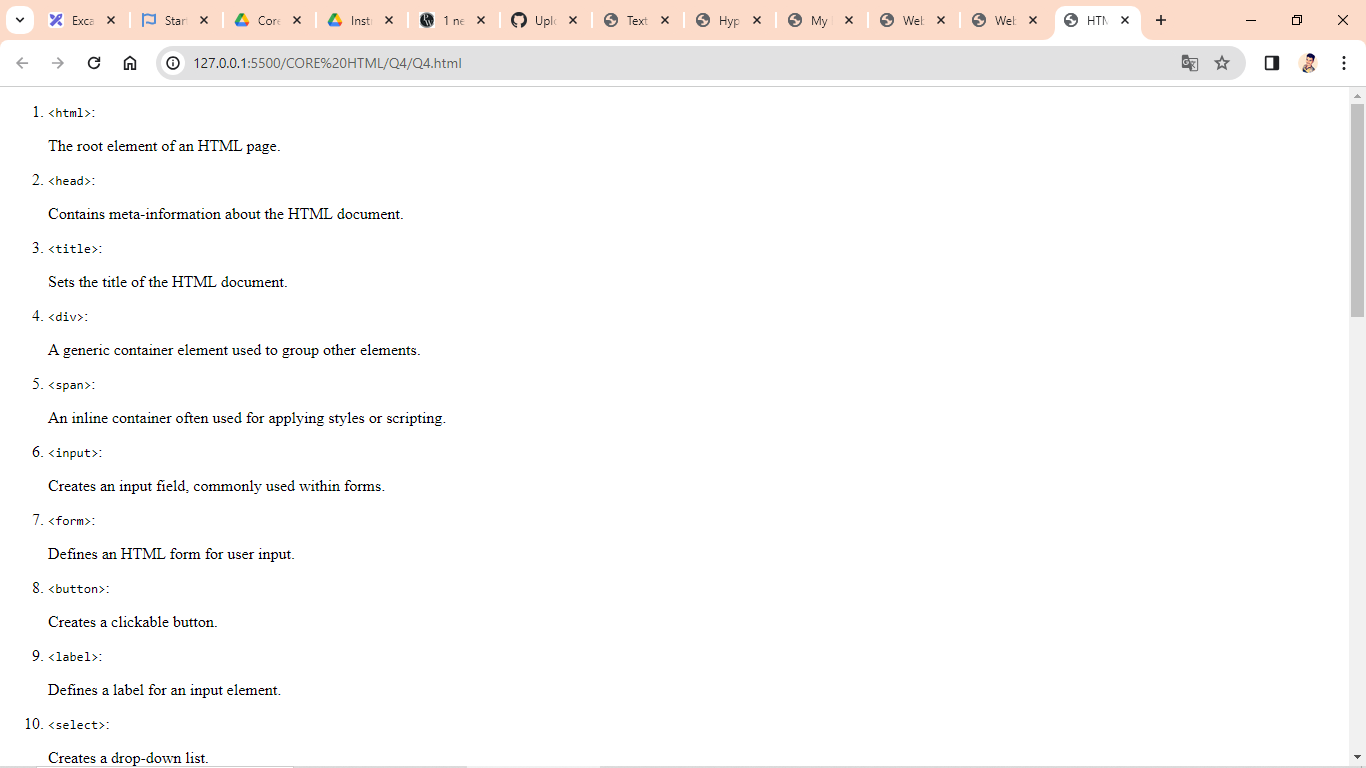 Exca
Star
Core
Inst
1 ne
Uplo
Text
Hyp
My
Web
Web
HTM
127.0.0.1:5500/CORE%20HTML/Q4/Q4.html
1. <html>:
The root element of an HTML page.
2. <head>:
Contains meta-information about the HTML document.
3. <title>:
Sets the title of the HTML document.
4. <div>:
A generic container element used to group other elements.
5. <span>:
An inline container often used for applying styles or scripting.
6. <input>:
Creates an input field, commonly used within forms.
7. <form>:
Defines an HTML form for user input.
8. <button>:
Creates a clickable button.
9. <label>:
Defines a label for an input element.
10. <select>:
Creates a drop-down list.